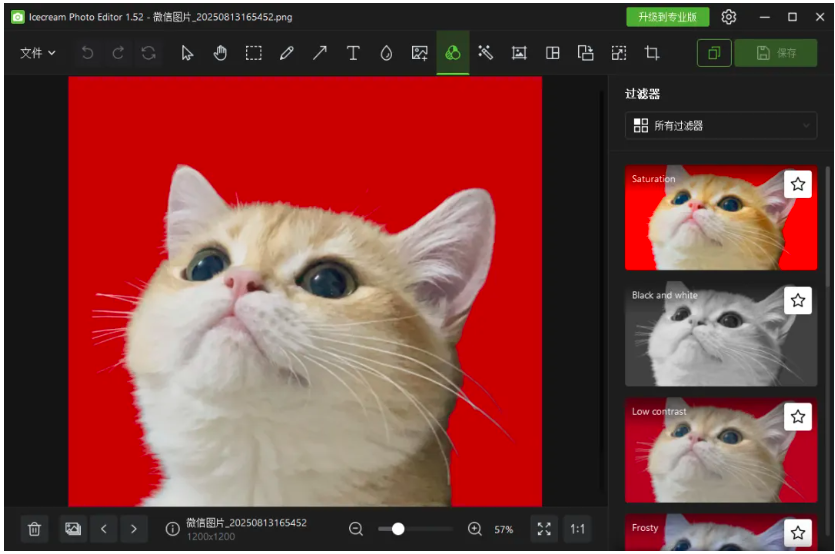 Icecream Photo Editor 1.52 - 微信图片_20250813165452.png
升级到专业版
文件
保存
过滤器
所有过滤器
Saturation
Black and white
Low contrast
Frosty
微信图片_20250813165452
1200x1200
57%
1:1